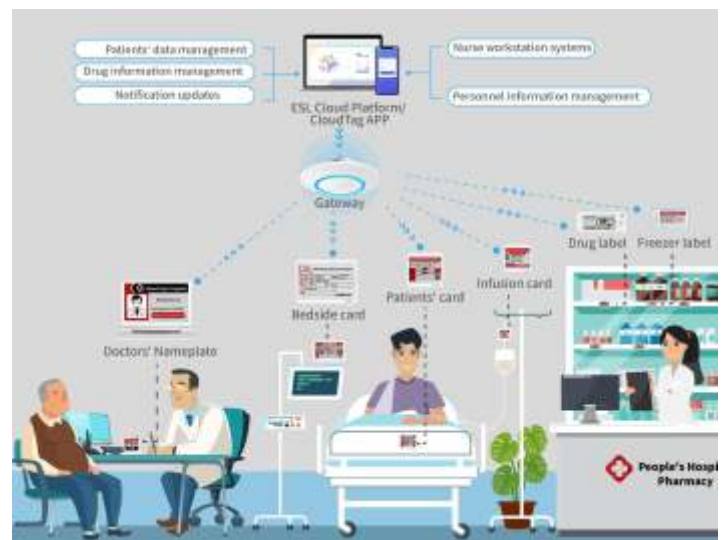 Patients' data management
Drug information management
Notification updates
Nurse workstation systems
Personnel information management
ESL Cloud Platform/
CloudTag APP
Gateway
Drug label
Freezer label
Infusion card
Patients' card
Bedside card
Doctors' Nameplate
People's Hospi
Pharmacy